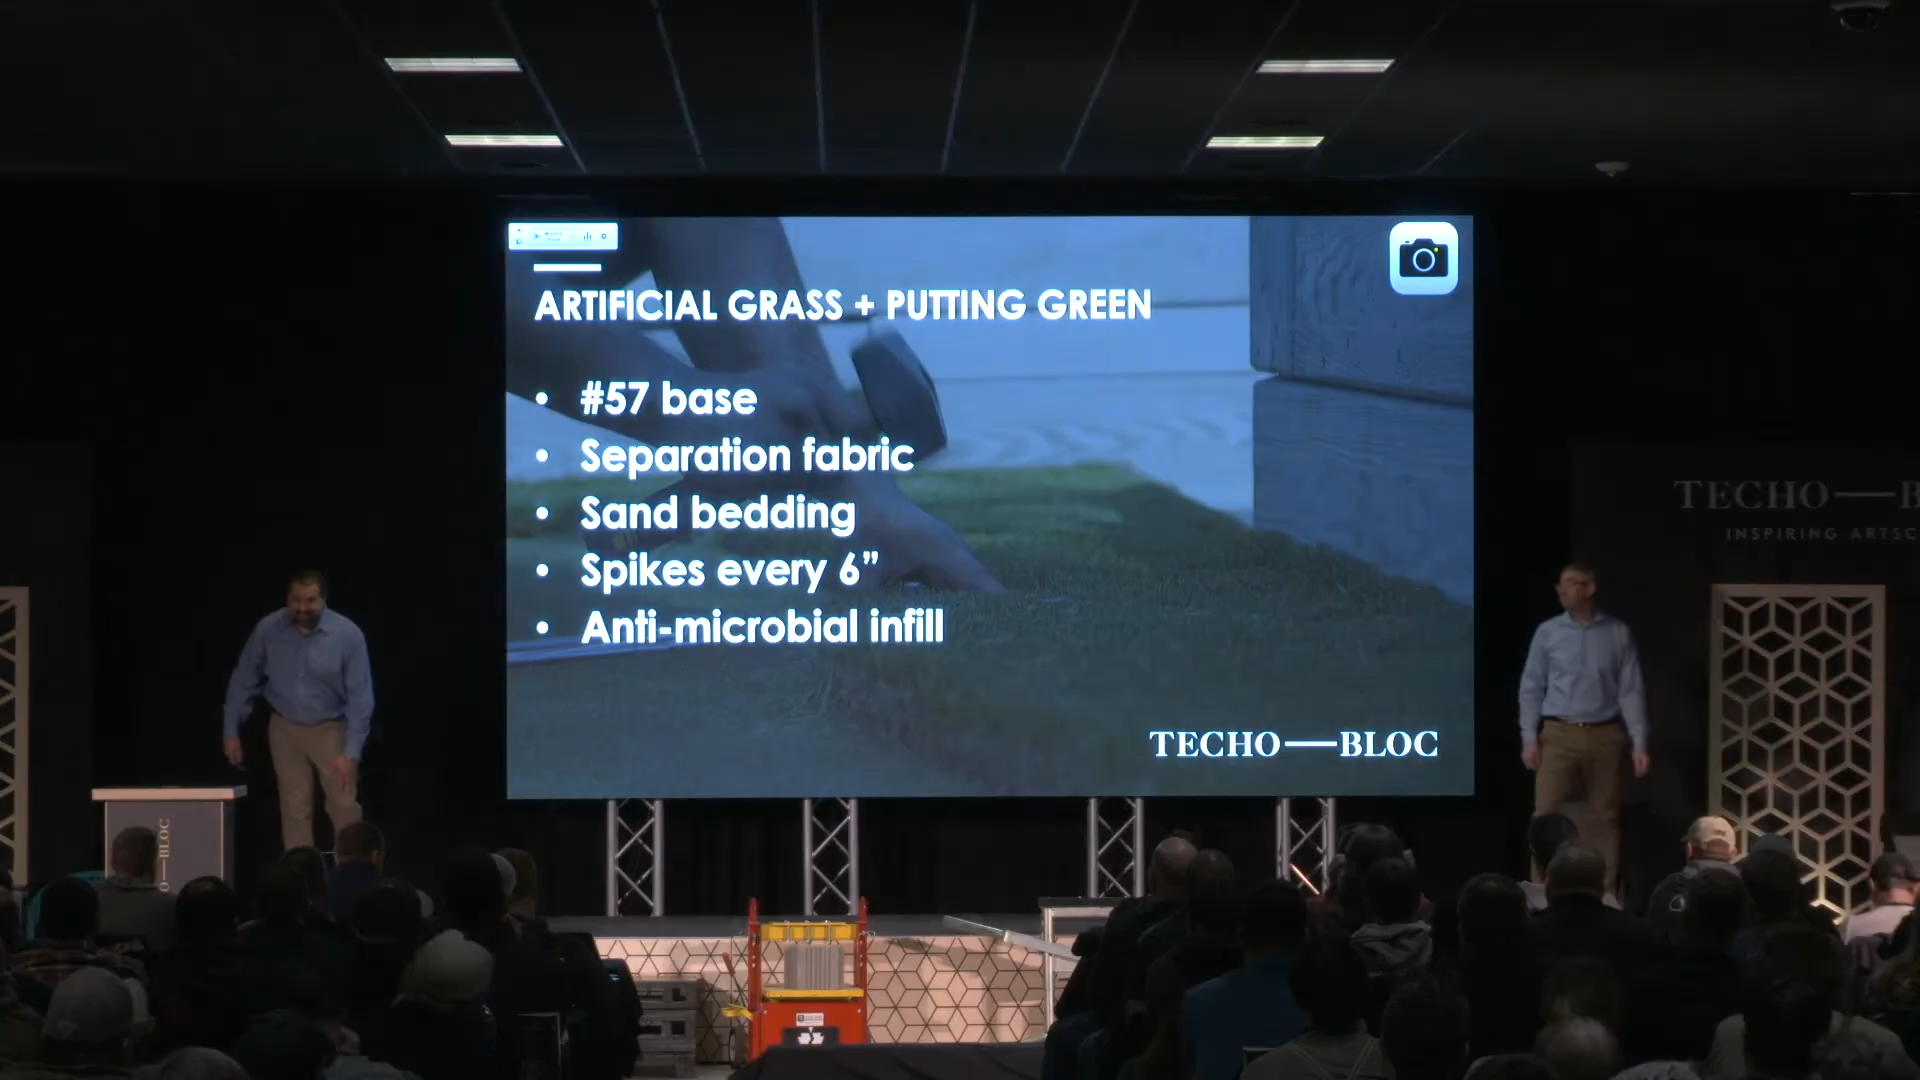 ARTIFICIAL GRASS + PUTTING GREEN
• #57 base
• Separation fabric
• Sand bedding
• Spikes every 6”
• Anti-microbial infill
TECHO—BLOC
TECHO—B
INSPIRING ARTSC
O—BLOC